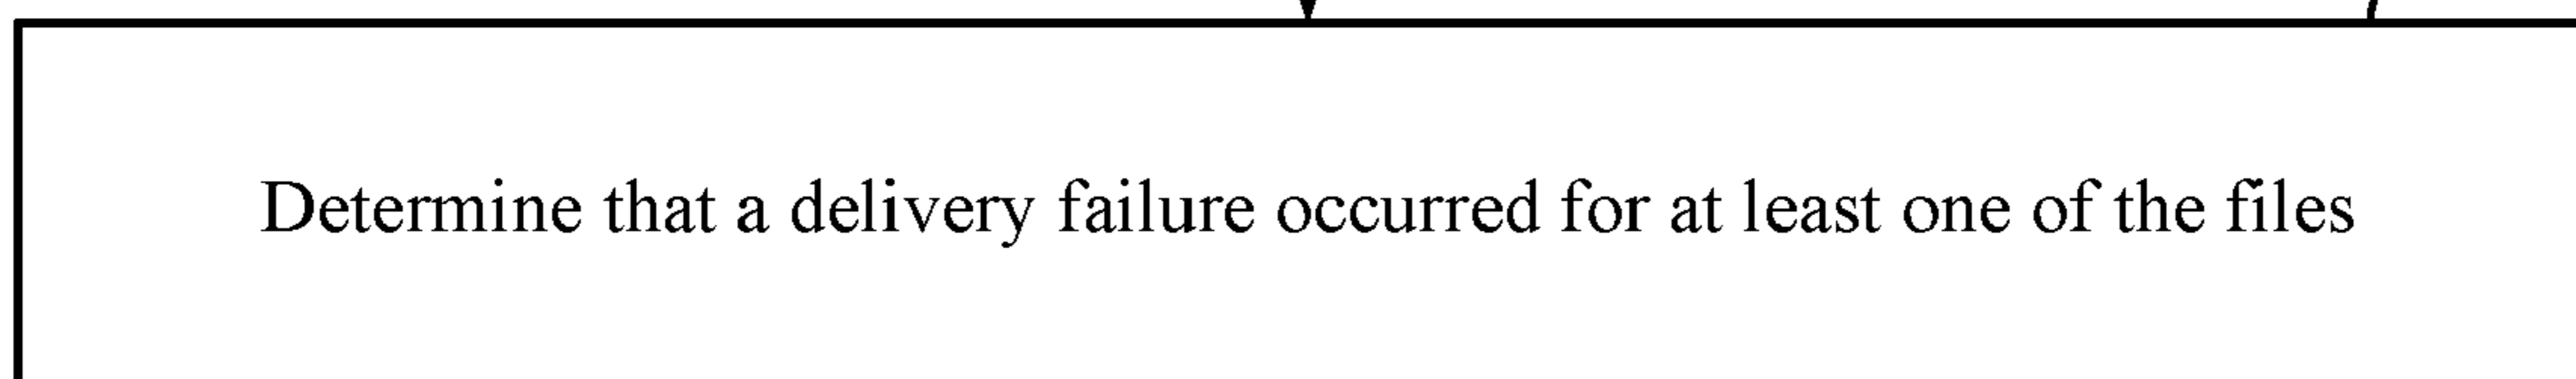 Determine that a delivery failure occurred for at least one of the files